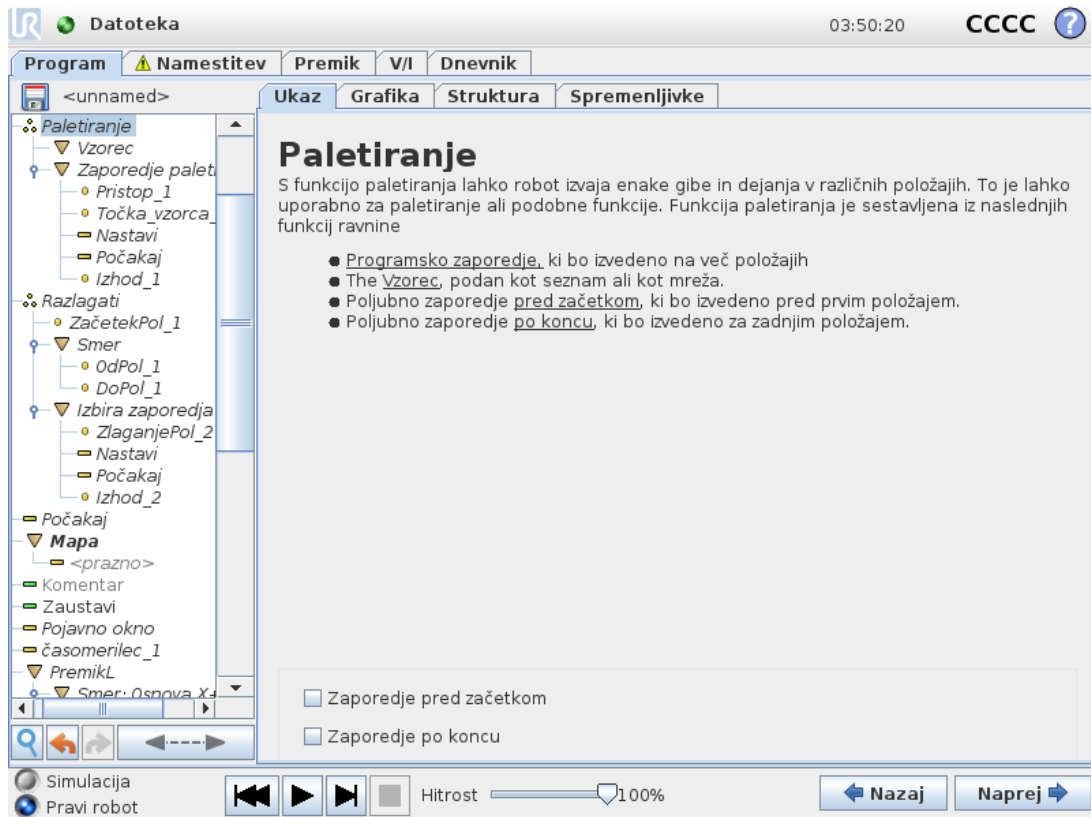 UR Datoteka 03:50:20 CCCC ?
Program Namestitev Premik V/I Dnevnik
<unnamed>
Ukaz Grafika Struktura Spremenljivke
Paletiranje
Vzorec
Zaporedje palet
Pristop_1
Točka_vzorca_
Nastavi
Počakaj
Izhod_1
Razlagati
ZačetekPol_1
Smer
OdPol_1
DoPol_1
Izbira zaporedja
ZlaganjePol_2
Nastavi
Počakaj
Izhod_2
Počakaj
Mapa
<prazno>
Komentar
Zaustavi
Pojavno okno
časomerilec_1
PremikL
Smer: Osnova X+
Paletiranje
S funkcijo paletiranja lahko robot izvaja enake gibe in dejanja v različnih položajih. To je lahko
uporabno za paletiranje ali podobne funkcije. Funkcija paletiranja je sestavljena iz naslednjih
funkcij ravnine
Programsko zaporedje, ki bo izvedeno na več položajih
The Vzorec, podan kot seznam ali kot mreža.
Poljubno zaporedje pred začetkom, ki bo izvedeno pred prvim položajem.
Poljubno zaporedje po koncu, ki bo izvedeno za zadnjim položajem.
Zaporedje pred začetkom
Zaporedje po koncu
Simulacija
Pravi robot
Hitrost 100%
Nazaj Naprej